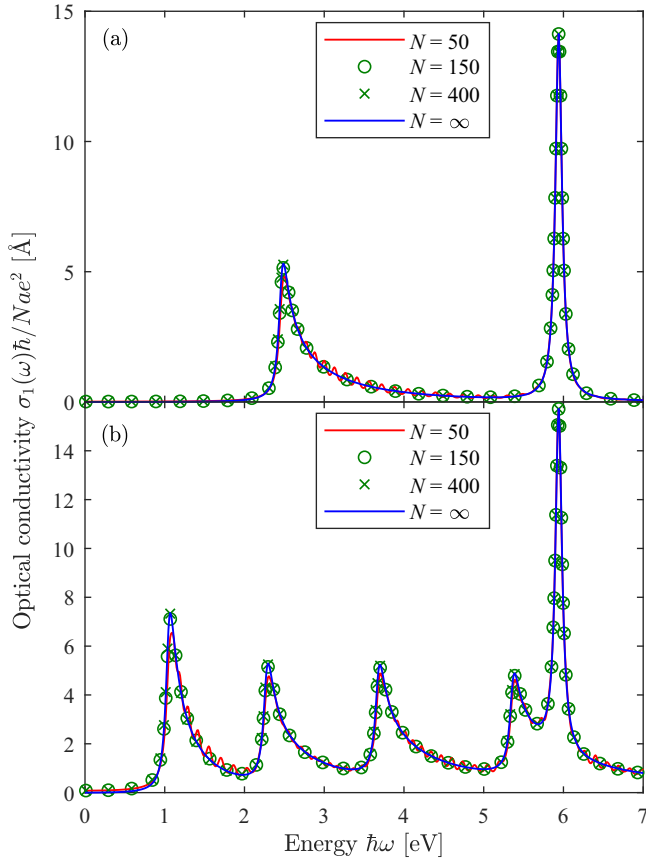 (a)
N = 50
N = 150
N = 400
N = ∞
15
10
5
0
Optical conductivity σ₁(ω)ℏ/Nae² [Å]
(b)
N = 50
N = 150
N = 400
N = ∞
14
12
10
8
6
4
2
0
0 1 2 3 4 5 6 7
Energy ℏω [eV]